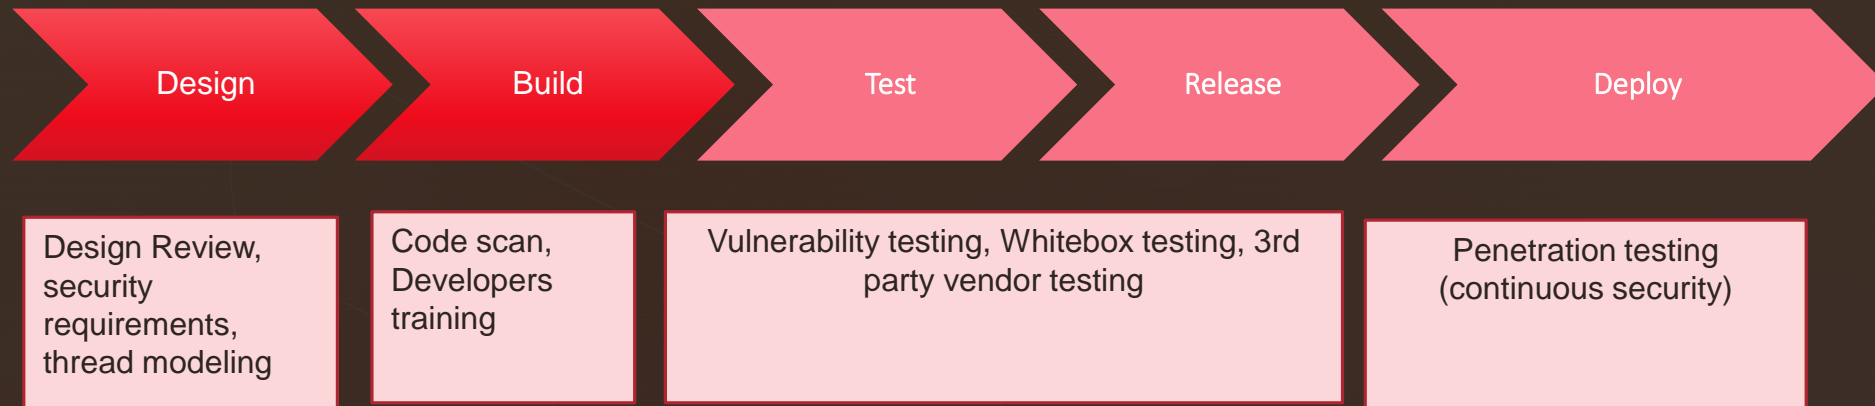 Design
Build
Test
Release
Deploy
Design Review,
security
requirements,
thread modeling
Code scan,
Developers
training
Vulnerability testing, Whitebox testing, 3rd
party vendor testing
Penetration testing
(continuous security)